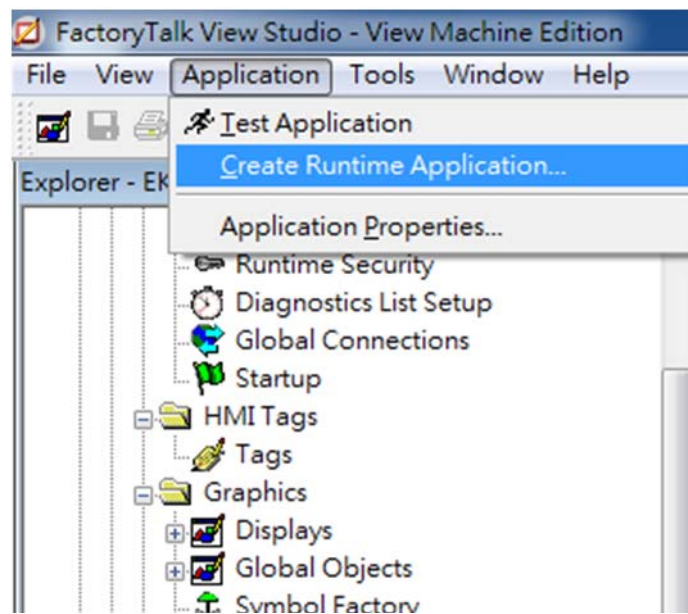 FactoryTalk View Studio - View Machine Edition
File View Application Tools Window Help
Test Application
Create Runtime Application...
Explorer - EK
Application Properties...
Runtime Security
Diagnostics List Setup
Global Connections
Startup
HMI Tags
Tags
Graphics
Displays
Global Objects
Symbol Factory